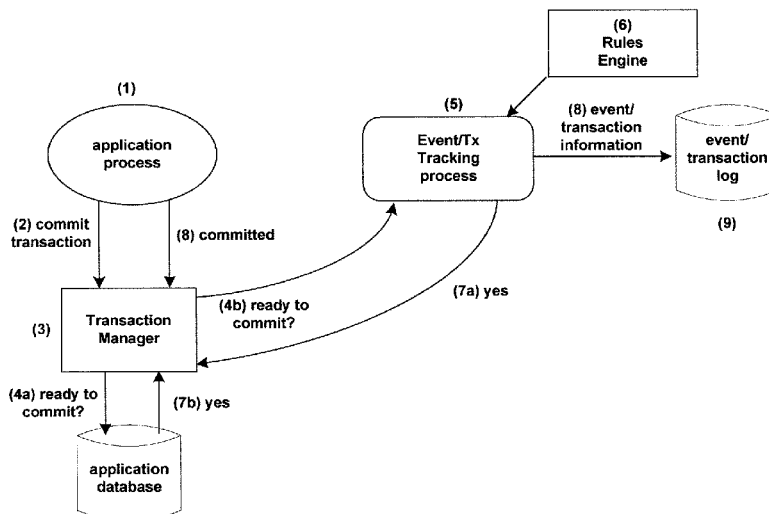 (6)
Rules
Engine
(1)
(5)
application
process
Event/Tx
Tracking
process
(8) event/
transaction
information
event/
transaction
log
(9)
(2) commit
transaction
(8) committed
(3)
Transaction
Manager
(4b) ready to
commit?
(7a) yes
(4a) ready to
commit?
(7b) yes
application
database